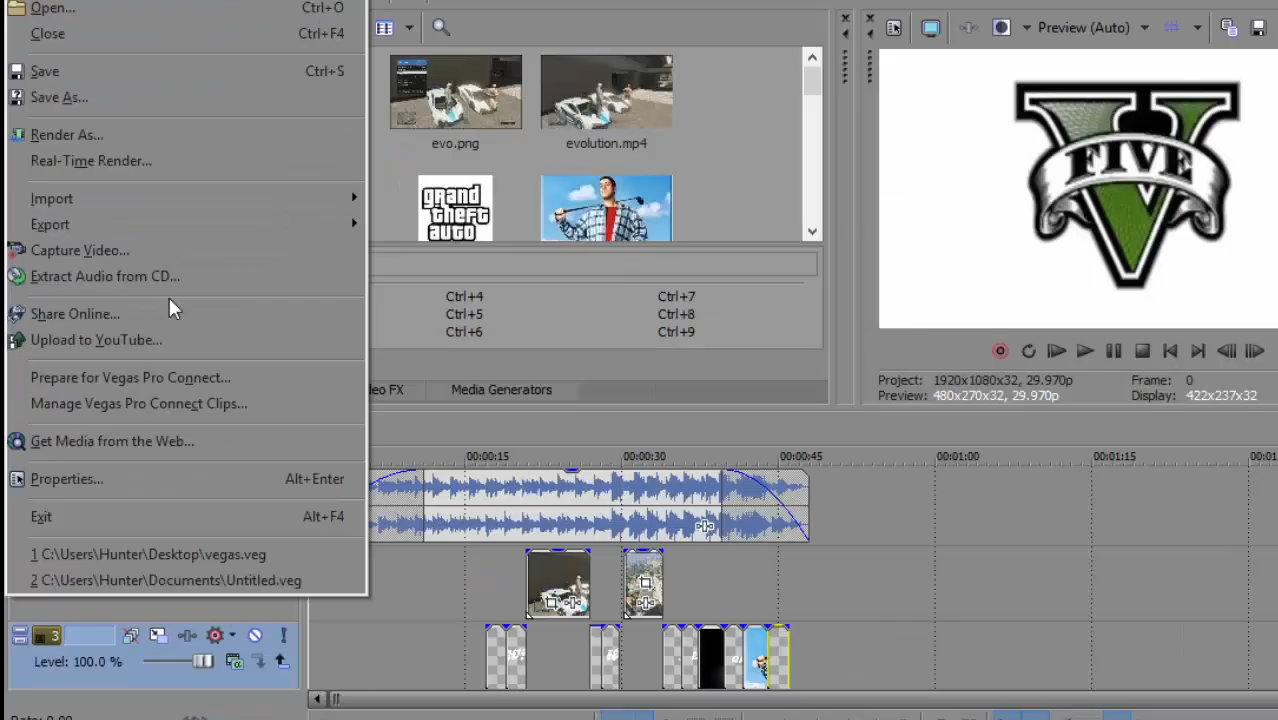 Open... Ctrl+O
Close Ctrl+F4
Save Ctrl+S
Save As...
Render As...
Real-Time Render...
Import
Export
Capture Video...
Extract Audio from CD...
Share Online...
Upload to YouTube...
Prepare for Vegas Pro Connect...
Manage Vegas Pro Connect Clips...
Get Media from the Web...
Properties... Alt+Enter
Exit Alt+F4
1 C:\Users\Hunter\Desktop\vegas.veg
2 C:\Users\Hunter\Documents\Untitled.veg
evo.png
evolution.mp4
grand
theft
auto
Ctrl+4 Ctrl+7
Ctrl+5 Ctrl+8
Ctrl+6 Ctrl+9
deo FX
Media Generators
Preview (Auto)
FIVE
Project: 1920x1080x32, 29.970p
Frame: 0
Preview: 480x270x32, 29.970p
Display: 422x237x32
00:00:15 00:00:30 00:00:45 00:01:00 00:01:15 00:01
3
Level: 100.0 %
Rate: 0.00